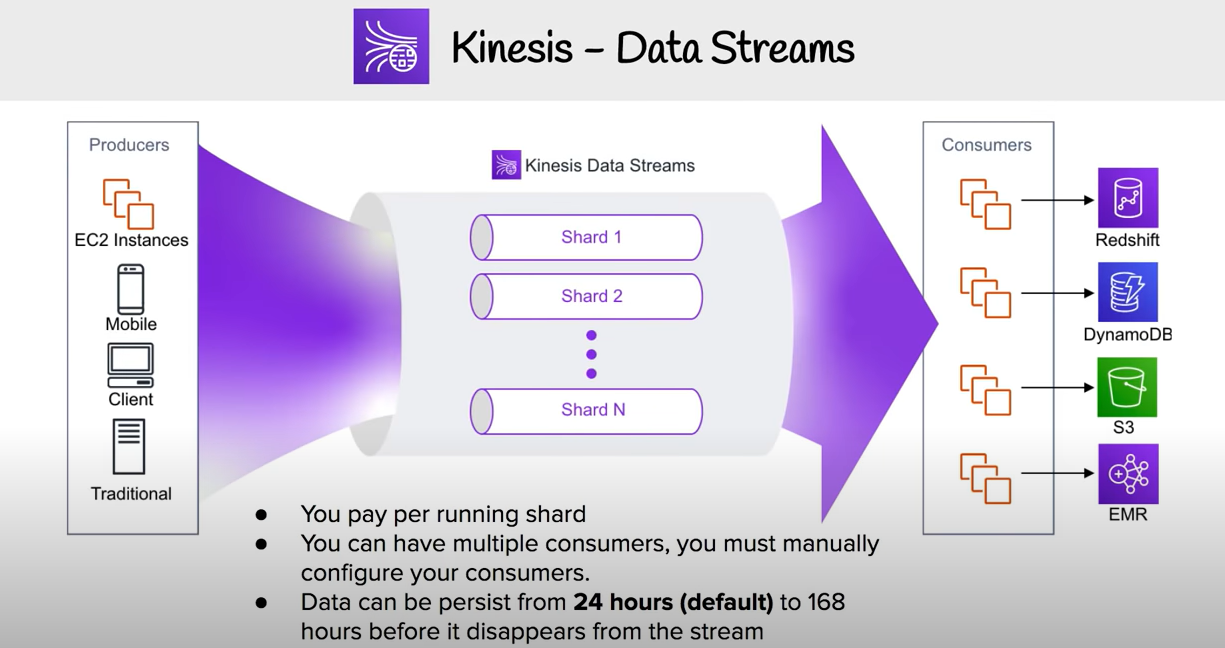 Kinesis – Data Streams
Producers
EC2 Instances
Mobile
Client
Traditional
Kinesis Data Streams
Shard 1
Shard 2
Shard N
Consumers
Redshift
DynamoDB
S3
EMR
● You pay per running shard
● You can have multiple consumers, you must manually
configure your consumers.
● Data can be persist from 24 hours (default) to 168
hours before it disappears from the stream